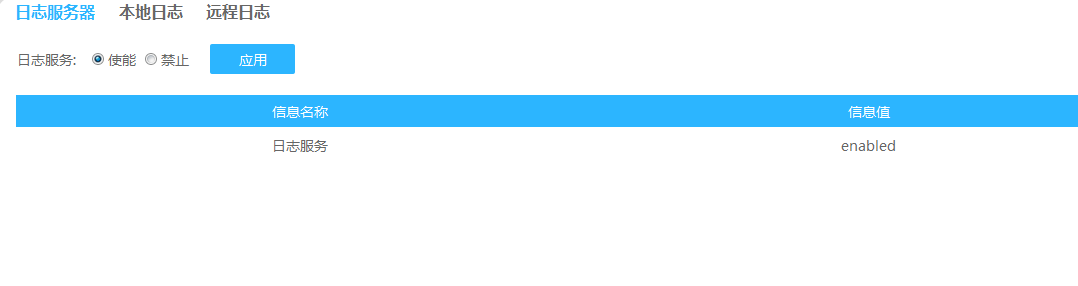 日志服务器 本地日志 远程日志
日志服务: 使能 禁止 应用
信息名称 信息值
日志服务 enabled